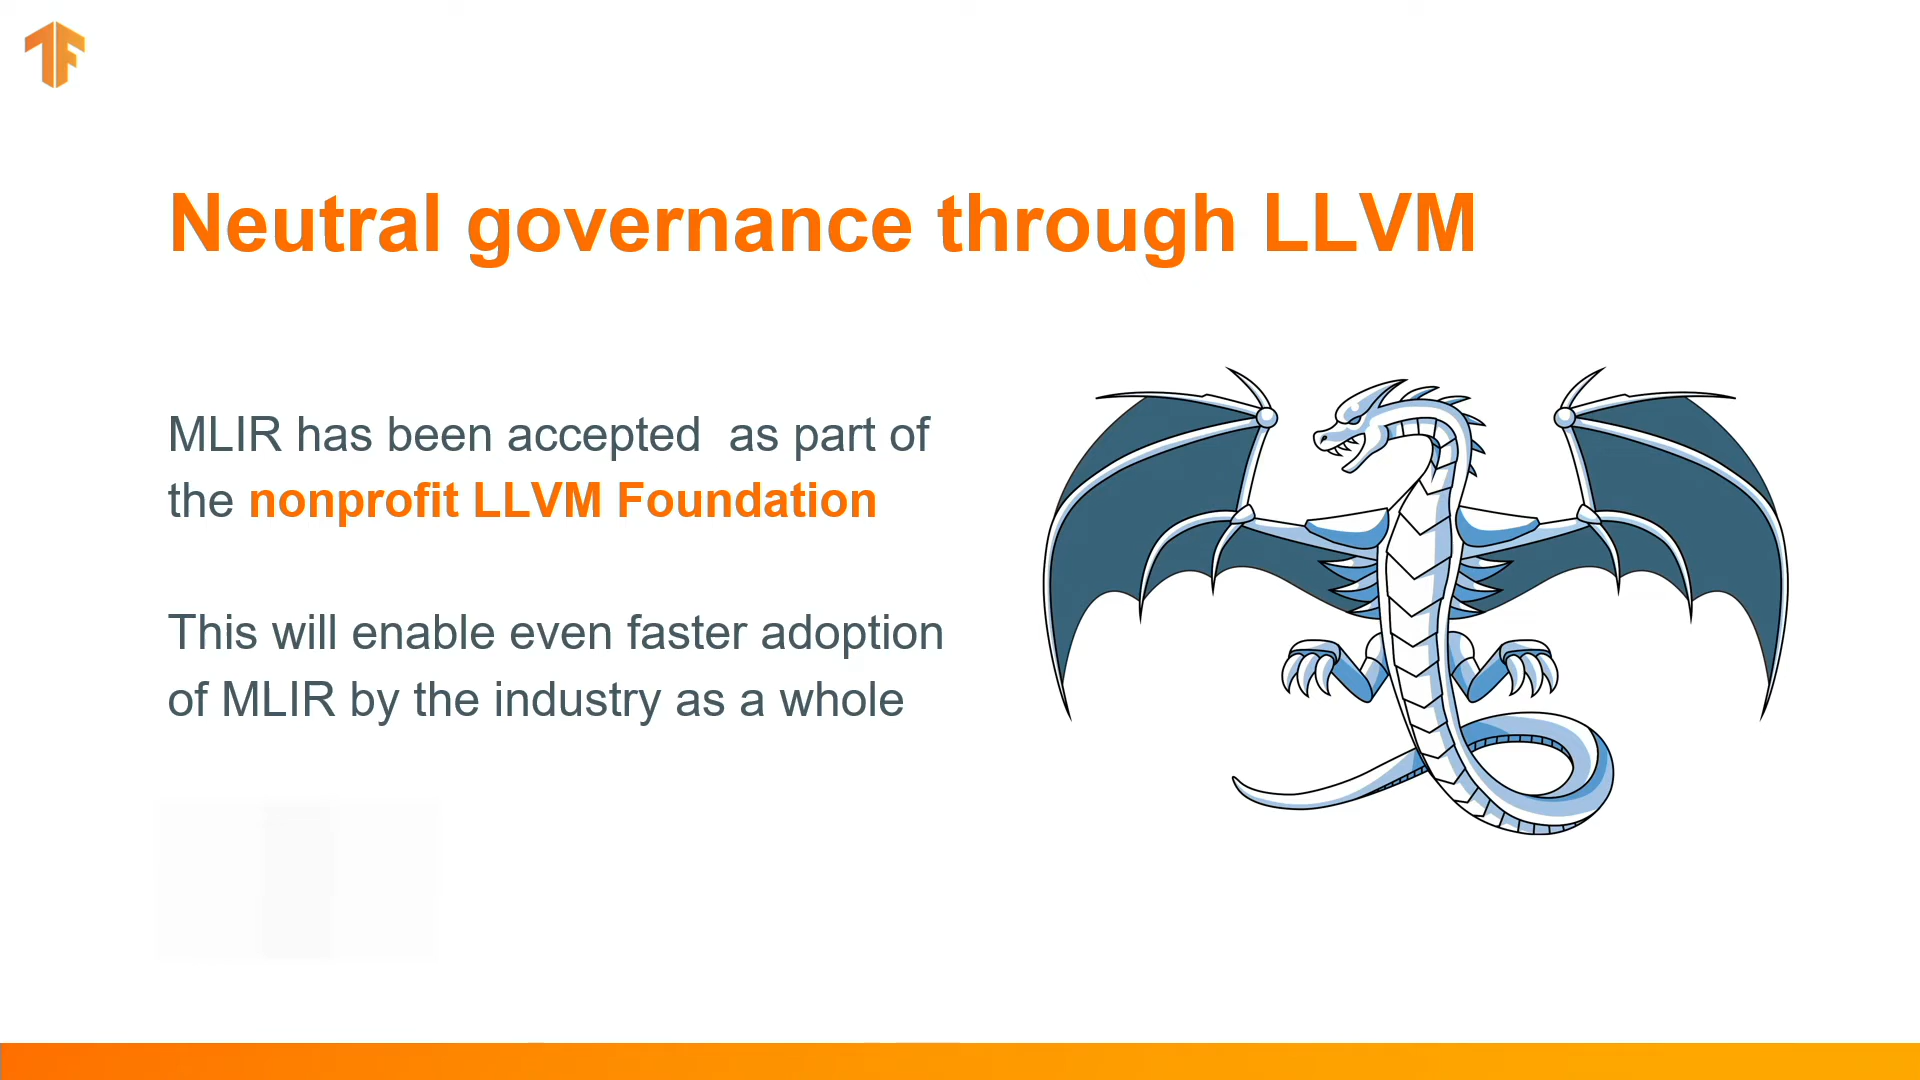 Neutral governance through LLVM
MLIR has been accepted  as part of
the nonprofit LLVM Foundation
This will enable even faster adoption
of MLIR by the industry as a whole